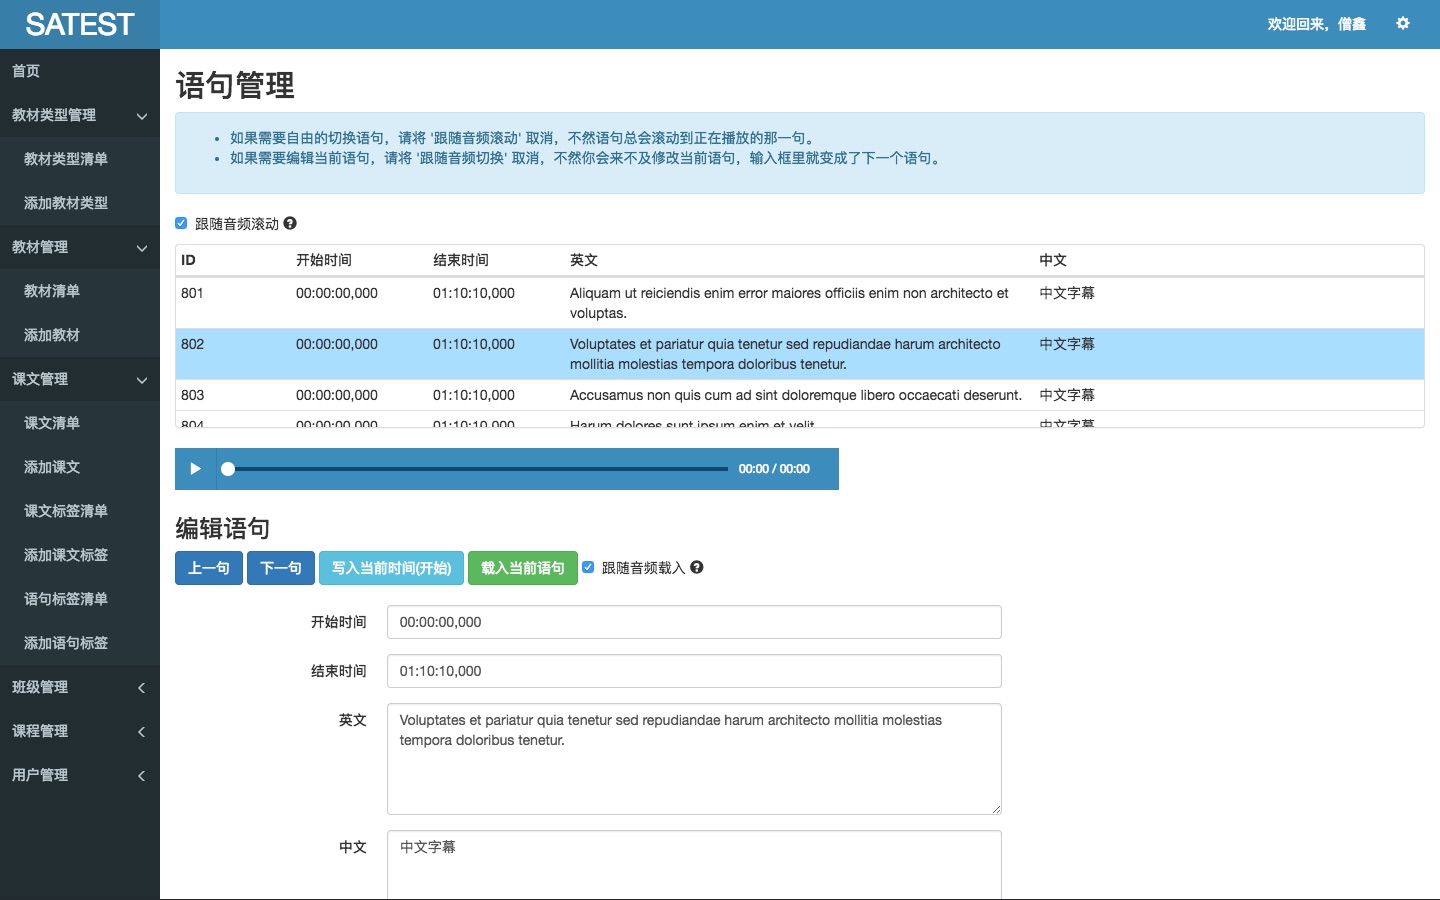 SATEST
欢迎回来，僧鑫
首页
教材类型管理
教材类型清单
添加教材类型
教材管理
教材清单
添加教材
课文管理
课文清单
添加课文
课文标签清单
添加课文标签
语句标签清单
添加语句标签
班级管理
课程管理
用户管理
语句管理
如果需要自由的切换语句，请将 '跟随音频滚动' 取消，不然语句总会滚动到正在播放的那一句。
如果需要编辑当前语句，请将 '跟随音频切换' 取消，不然你会来不及修改当前语句，输入框里就变成了下一个语句。
跟随音频滚动
ID 开始时间 结束时间 英文 中文
801 00:00:00,000 01:10:10,000 Aliquam ut reiciendis enim error maiores officiis enim non architecto et 中文字幕
voluptas.
802 00:00:00,000 01:10:10,000 Voluptates et pariatur quia tenetur sed repudiandae harum architecto 中文字幕
mollitia molestias tempora doloribus tenetur.
803 00:00:00,000 01:10:10,000 Accusamus non quis cum ad sint doloremque libero occaecati deserunt. 中文字幕
804 00:00:00,000 01:10:10,000 Harum dolores sunt ipsum enim et velit. 中文字幕
00:00 / 00:00
编辑语句
上一句 下一句 写入当前时间(开始) 载入当前语句 跟随音频载入
开始时间 00:00:00,000
结束时间 01:10:10,000
英文 Voluptates et pariatur quia tenetur sed repudiandae harum architecto mollitia molestias
tempora doloribus tenetur.
中文 中文字幕